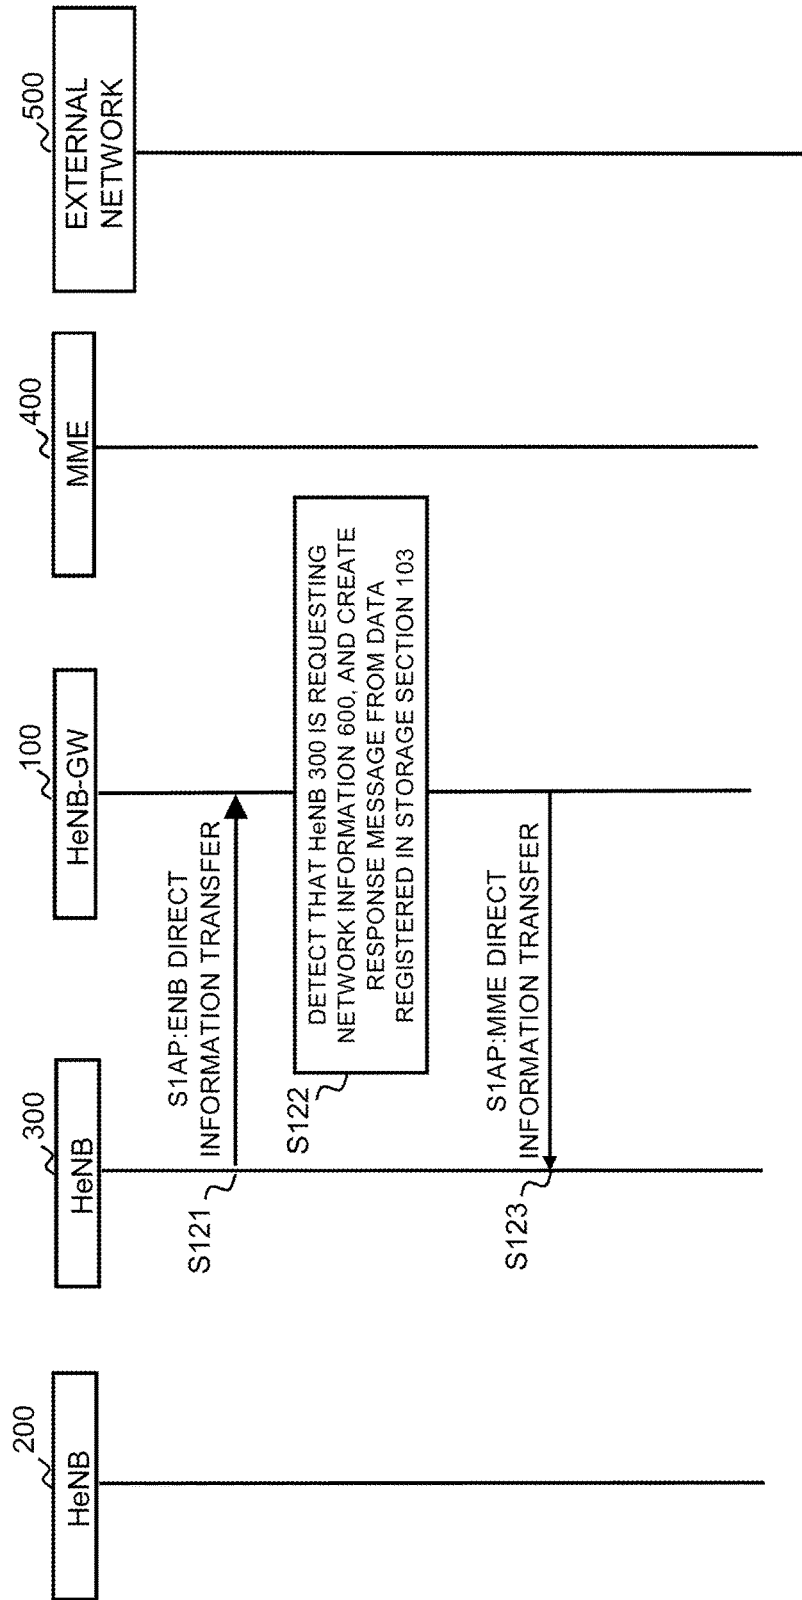 200
HeNB
300
HeNB
100
HeNB-GW
400
MME
500
EXTERNAL
NETWORK
S121
S1AP:ENB DIRECT
INFORMATION TRANSFER
S122
DETECT THAT HeNB 300 IS REQUESTING
NETWORK INFORMATION 600, AND CREATE
RESPONSE MESSAGE FROM DATA
REGISTERED IN STORAGE SECTION 103
S123
S1AP:MME DIRECT
INFORMATION TRANSFER